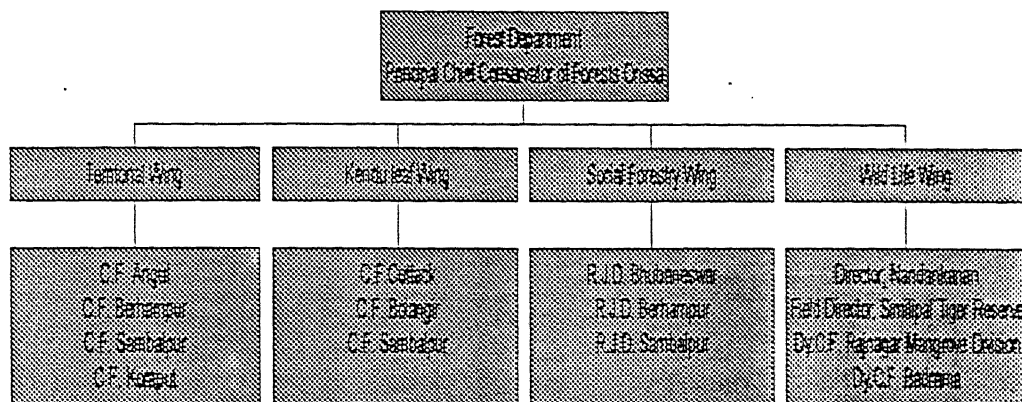 Forest Department
Principal Chief Conservator of Forests Orissa
Territorial Wing
Kendu leaf Wing
Social Forestry Wing
Wild Life Wing
C.F. Angul
C.F. Berhampur
C.F. Sambalpur
C.F. Koraput
C.F. Cuttack
C.F. Bolangir
C.F. Sambalpur
R.J.D. Bhubaneswar
R.J.D. Berhampur
R.J.D. Sambalpur
Director, Nandankanan
Field Director, Similipal Tiger Reserve
Dy.C.F. Rajnagar Mangrove Division
Dy.C.F. Badrama